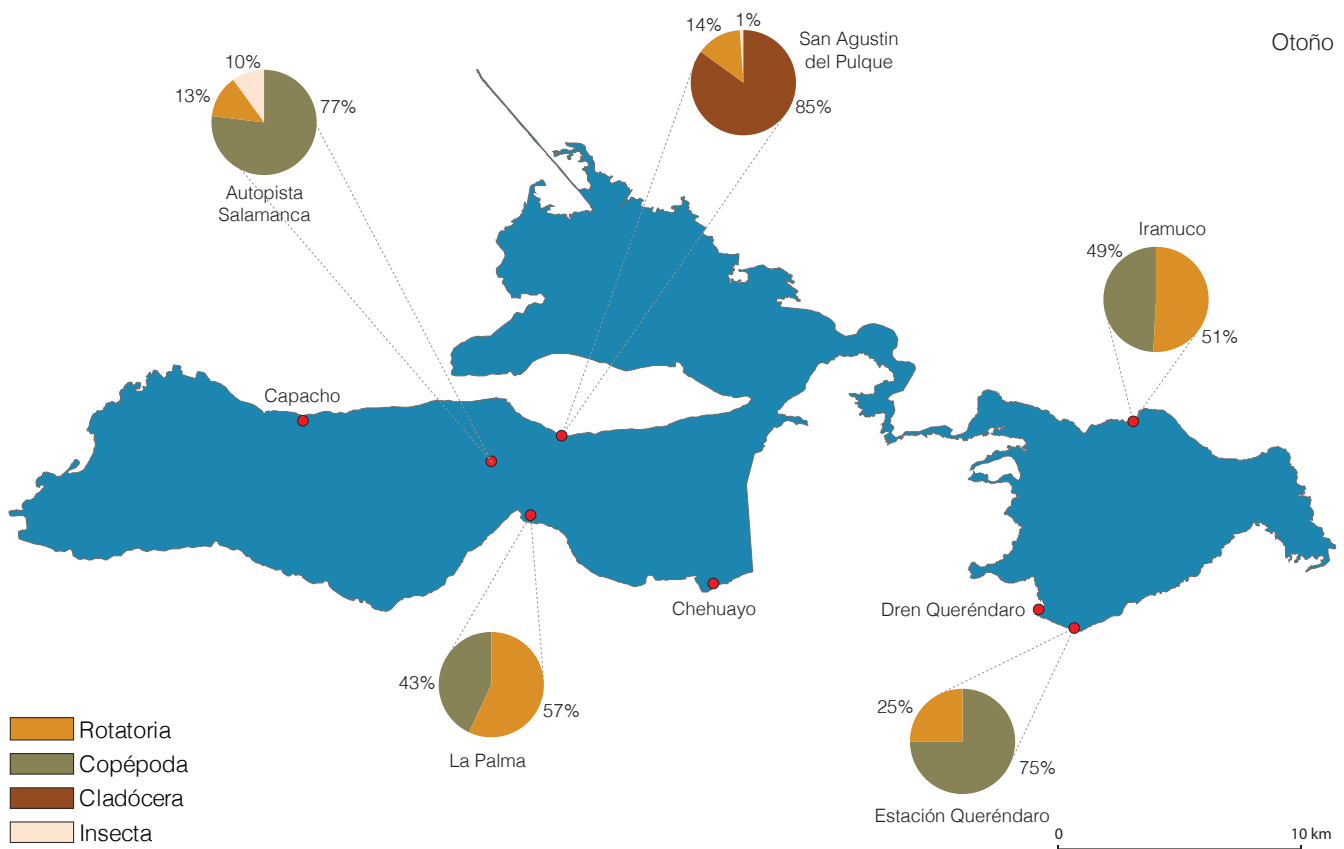 Otoño
14%
1%
San Agustin
del Pulque
85%
10%
13%
77%
Autopista
Salamanca
Iramuco
49%
51%
Capacho
Chehuayo
Dren Queréndaro
43%
57%
La Palma
25%
75%
Estación Queréndaro
Rotatoria
Copépoda
Cladócera
Insecta
0
10 km